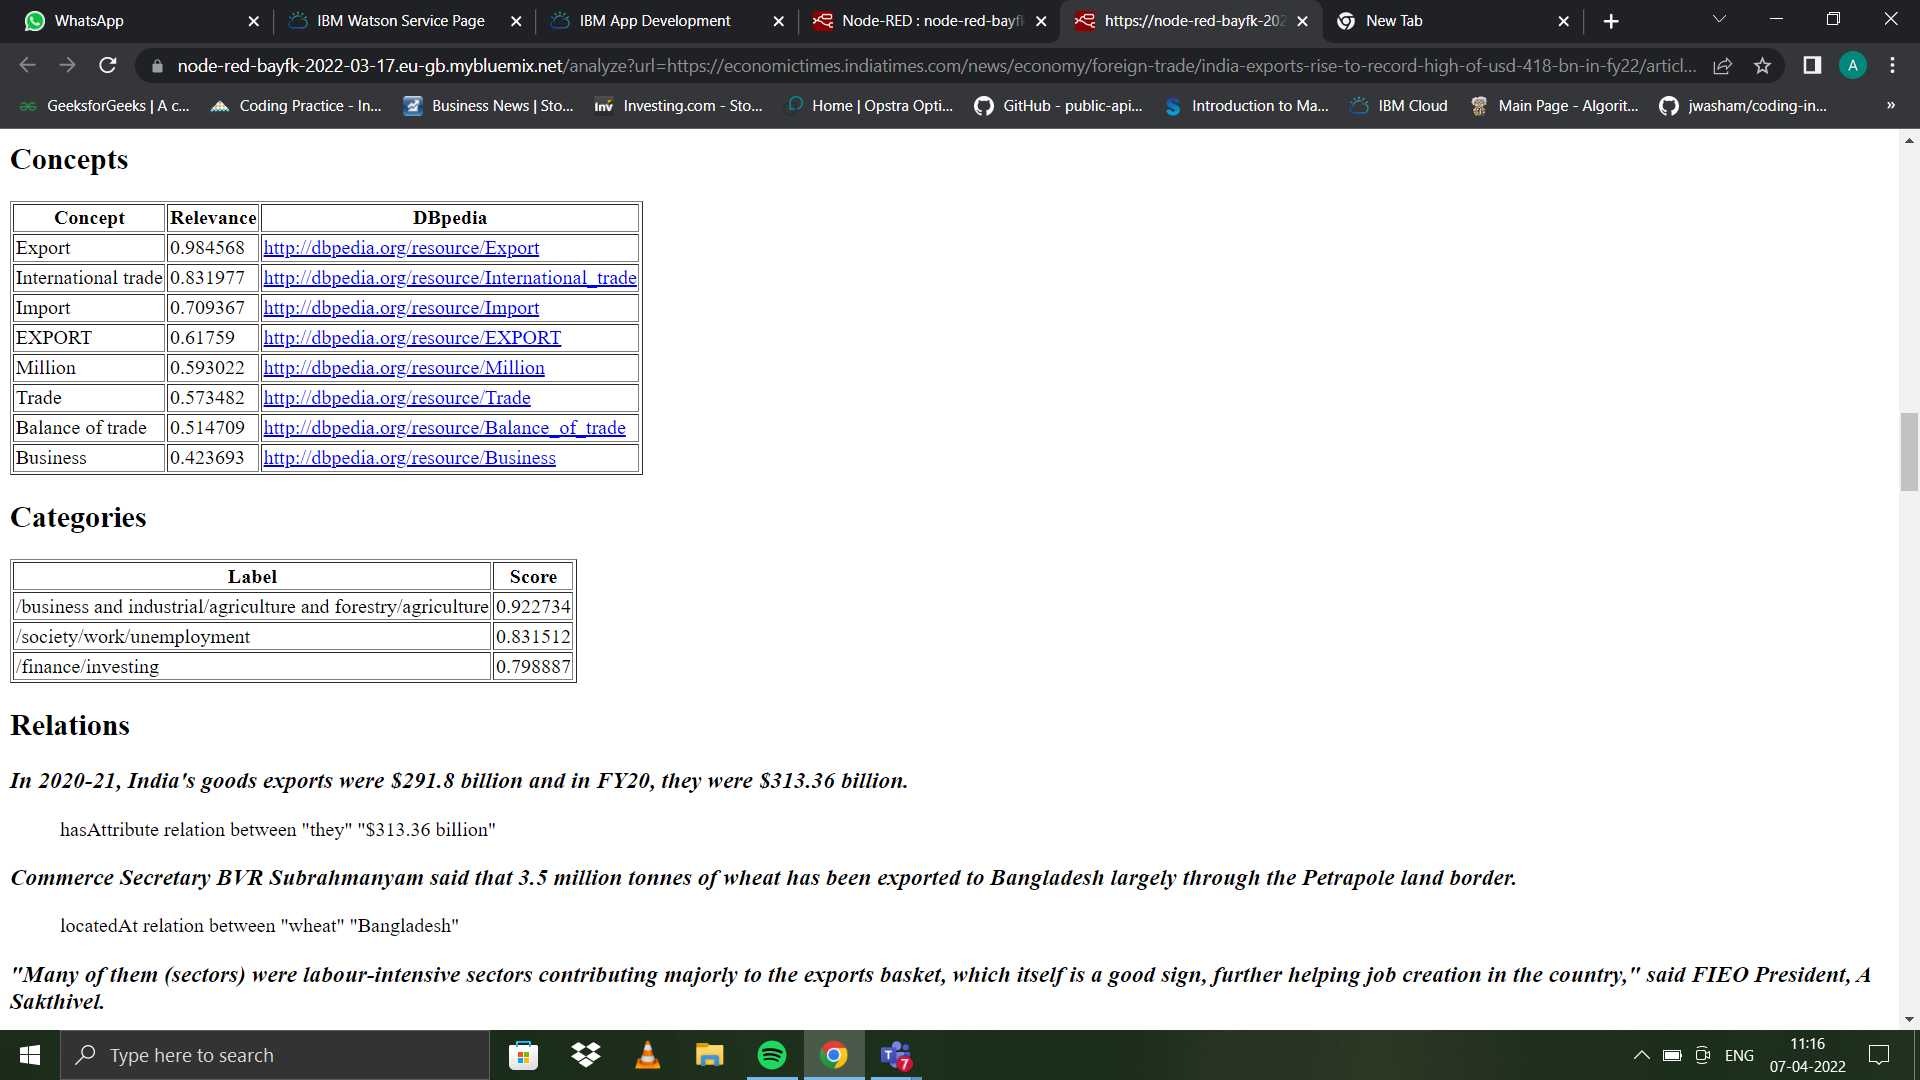 WhatsApp
IBM Watson Service Page
IBM App Development
Node-RED : node-red-bayfk
https://node-red-bayfk-202
New Tab
node-red-bayfk-2022-03-17.eu-gb.mybluemix.net/analyze?url=https://economictimes.indiatimes.com/news/economy/foreign-trade/india-exports-rise-to-record-high-of-usd-418-bn-in-fy22/articl...
A
GeeksforGeeks | A c...
Coding Practice - In...
Business News | Sto...
Inv Investing.com - Sto...
Home | Opstra Opti...
GitHub - public-api...
Introduction to Ma...
IBM Cloud
Main Page - Algorit...
jwasham/coding-in...
»
Concepts
Concept Relevance DBpedia
Export 0.984568 http://dbpedia.org/resource/Export
International trade 0.831977 http://dbpedia.org/resource/International_trade
Import 0.709367 http://dbpedia.org/resource/Import
EXPORT 0.61759 http://dbpedia.org/resource/EXPORT
Million 0.593022 http://dbpedia.org/resource/Million
Trade 0.573482 http://dbpedia.org/resource/Trade
Balance of trade 0.514709 http://dbpedia.org/resource/Balance_of_trade
Business 0.423693 http://dbpedia.org/resource/Business
Categories
Label Score
/business and industrial/agriculture and forestry/agriculture 0.922734
/society/work/unemployment 0.831512
/finance/investing 0.798887
Relations
In 2020-21, India's goods exports were $291.8 billion and in FY20, they were $313.36 billion.
hasAttribute relation between "they" "$313.36 billion"
Commerce Secretary BVR Subrahmanyam said that 3.5 million tonnes of wheat has been exported to Bangladesh largely through the Petrapole land border.
locatedAt relation between "wheat" "Bangladesh"
"Many of them (sectors) were labour-intensive sectors contributing majorly to the exports basket, which itself is a good sign, further helping job creation in the country," said FIEO President, A
Sakthivel.
Type here to search
T 7
ENG
11:16
07-04-2022